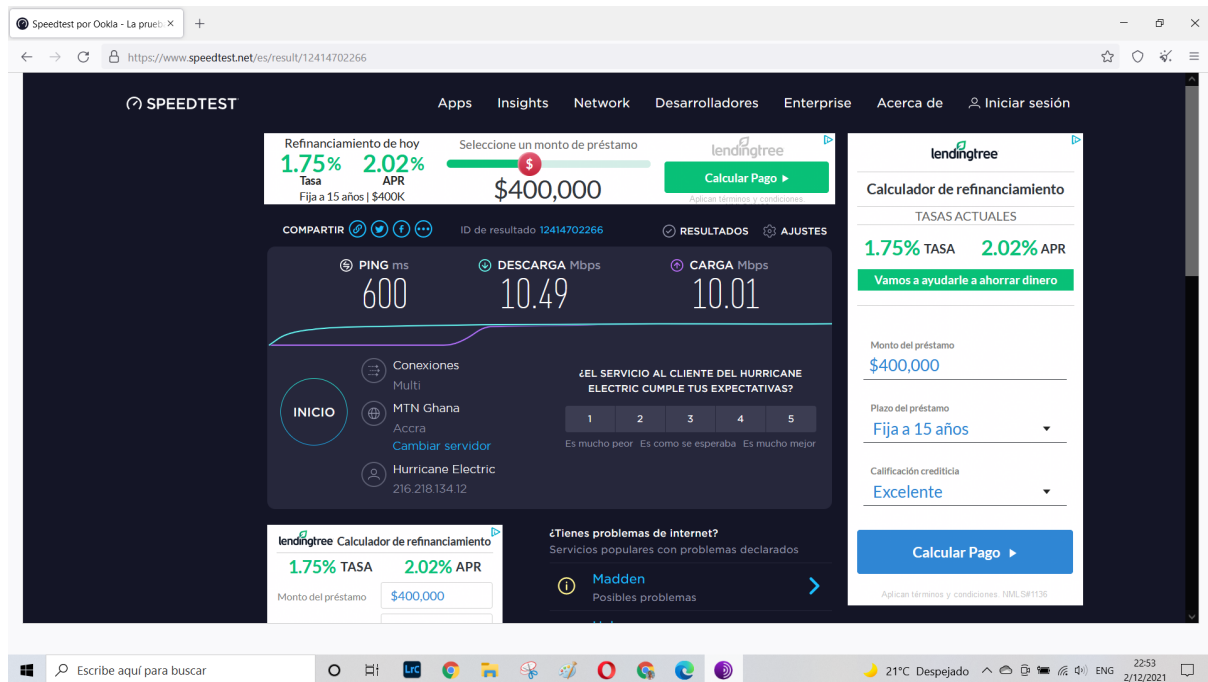 Speedtest por Ookla - La prueb
https://www.speedtest.net/es/result/12414702266
SPEEDTEST
Apps Insights Network Desarrolladores Enterprise Acerca de Iniciar sesión
Refinanciamiento de hoy
1.75% 2.02%
Tasa APR
Fija a 15 años | $400K
Seleccione un monto de préstamo
$
$400,000
lendingtree
Calcular Pago
Aplican términos y condiciones.
COMPARTIR
ID de resultado 12414702266
RESULTADOS AJUSTES
PING ms
600
DESCARGA Mbps
10.49
CARGA Mbps
10.01
INICIO
Conexiones
Multi
MTN Ghana
Accra
Cambiar servidor
Hurricane Electric
216.218.134.12
¿EL SERVICIO AL CLIENTE DEL HURRICANE
ELECTRIC CUMPLE TUS EXPECTATIVAS?
1 2 3 4 5
Es mucho peor Es como se esperaba Es mucho mejor
lendingtree Calculador de refinanciamiento
1.75% TASA 2.02% APR
Monto del préstamo $400,000
¿Tienes problemas de internet?
Servicios populares con problemas declarados
Madden
Posibles problemas
lendingtree
Calculador de refinanciamiento
TASAS ACTUALES
1.75% TASA 2.02% APR
Vamos a ayudarle a ahorrar dinero
Monto del préstamo
$400,000
Plazo del préstamo
Fija a 15 años
Calificación crediticia
Excelente
Calcular Pago
Aplican términos y condiciones. NMLS#1136
Escribe aquí para buscar
LrC
21°C Despejado
ENG
22:53
2/12/2021